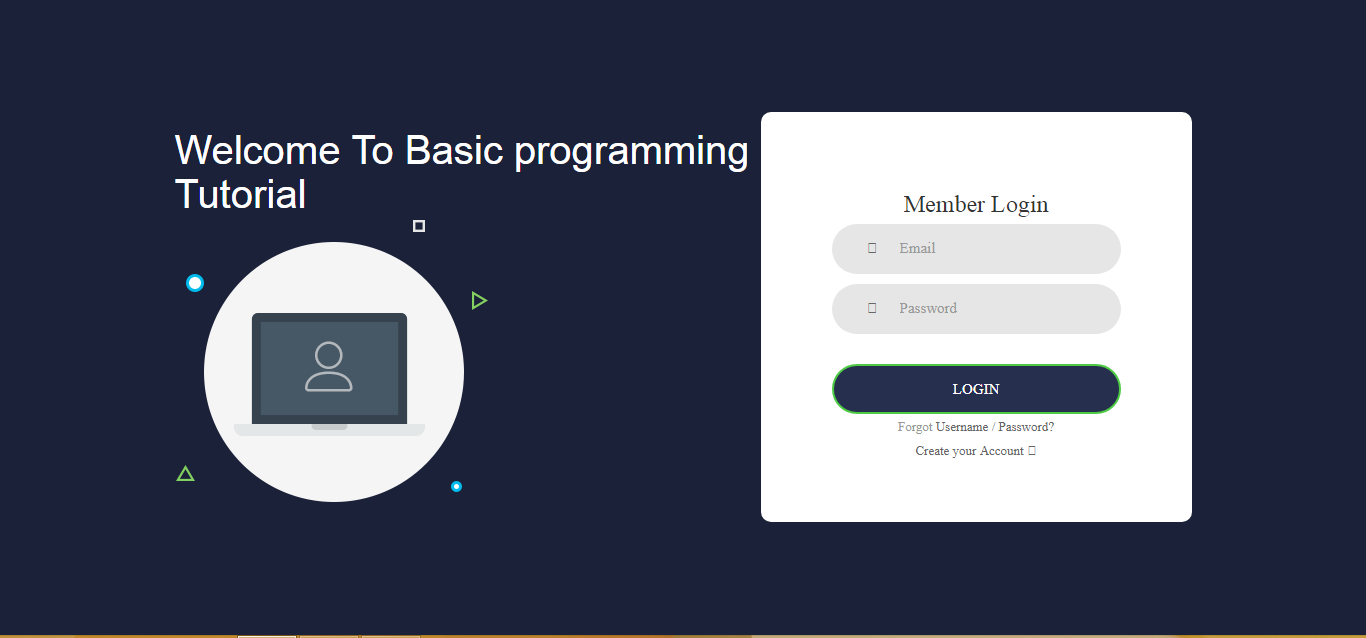 Welcome To Basic programming
Tutorial
Member Login
Email
Password
LOGIN
Forgot Username / Password?
Create your Account